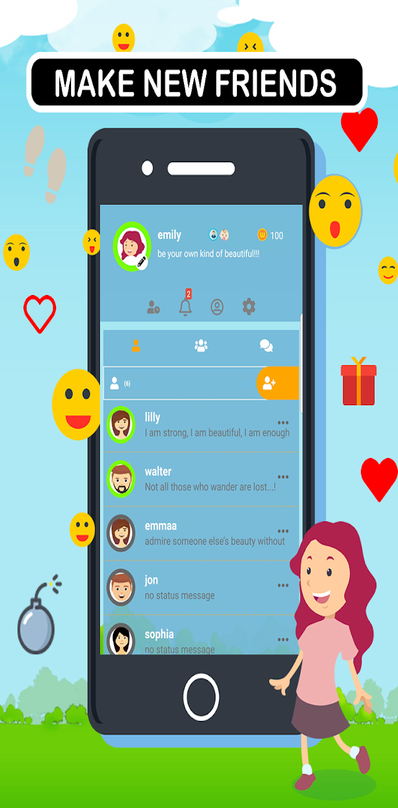 MAKE NEW FRIENDS
emily 100
be your own kind of beautiful!!!
2
(6)
lilly
I am strong, I am beautiful, I am enough
walter
Not all those who wander are lost...!
emmaa
admire someone else's beauty without
jon
no status message
sophia
no status message